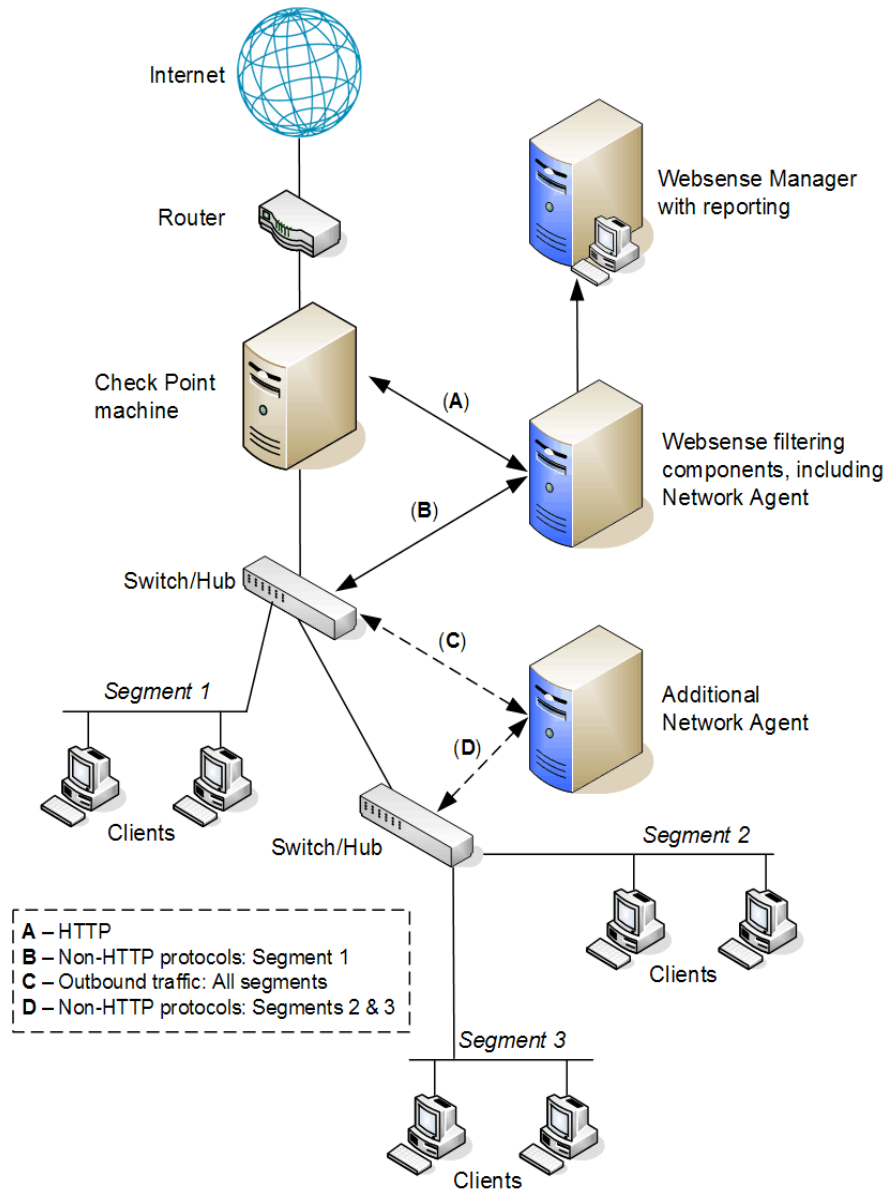 Internet
Websense Manager
with reporting
Router
Check Point
machine
(A)
Websense filtering
components, including
Network Agent
(B)
Switch/Hub
(C)
Segment 1
Additional
Network Agent
(D)
Clients
Switch/Hub
Segment 2
A – HTTP
B – Non-HTTP protocols: Segment 1
C – Outbound traffic: All segments
D – Non-HTTP protocols: Segments 2 & 3
Clients
Segment 3
Clients